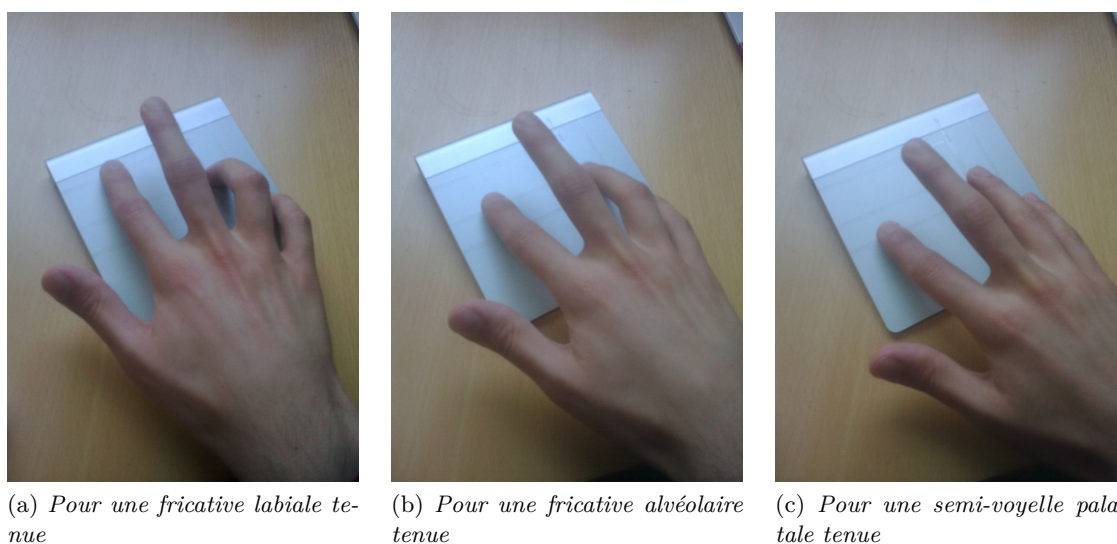 (a) Pour une fricative labiale te-
nue
(b) Pour une fricative alvéolaire
tenue
(c) Pour une semi-voyelle pala
tale tenue